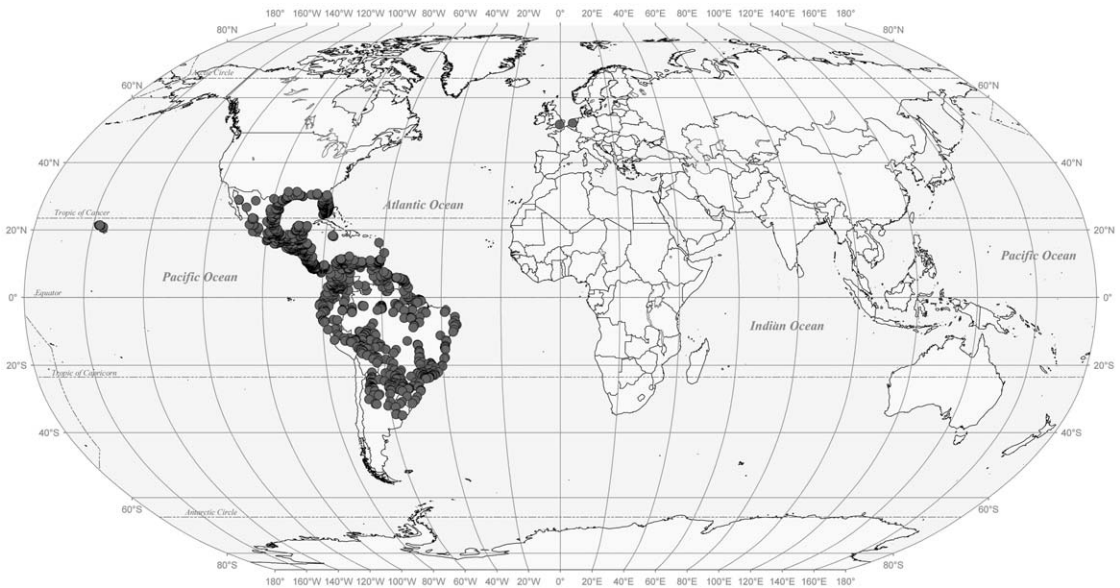 180° 160°W 140°W 120°W 100°W 80°W 60°W 40°W 20°W 0° 20°E 40°E 60°E 80°E 100°E 120°E 140°E 160°E 180°
80°N 80°N
Arctic Circle
60°N 60°N
40°N 40°N
Atlantic Ocean
Tropic of Cancer
20°N 20°N
Pacific Ocean Pacific Ocean
Equator
0° 0°
Indian Ocean
20°S 20°S
Tropic of Capricorn
40°S 40°S
60°S 60°S
Antarctic Circle
80°S 80°S
180° 160°W 140°W 120°W 100°W 80°W 60°W 40°W 20°W 0° 20°E 40°E 60°E 80°E 100°E 120°E 140°E 160°E 180°